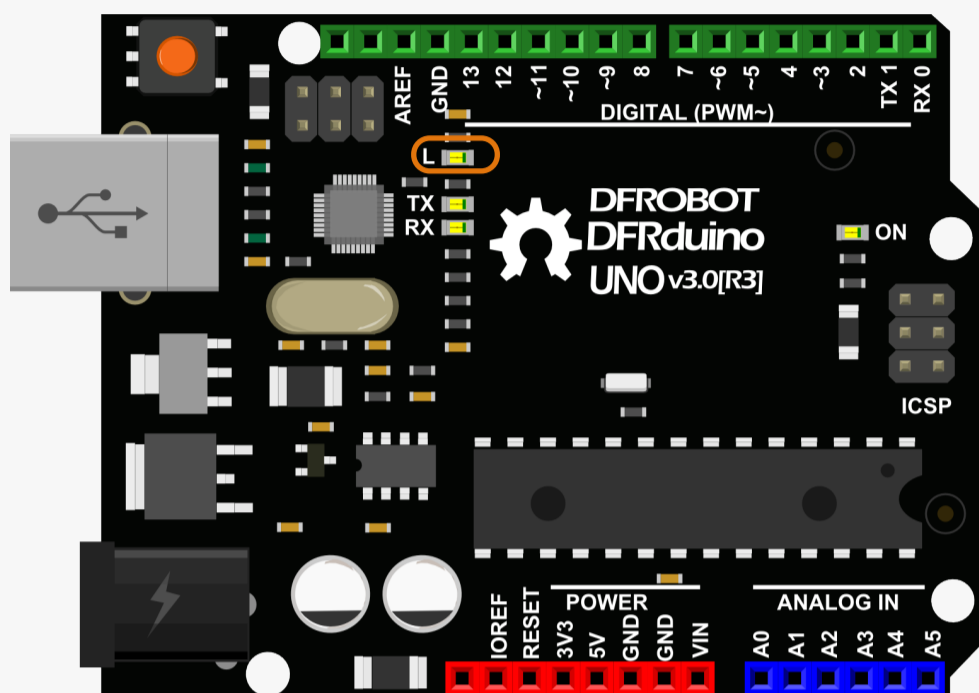 AREF
GND
13
12
~11
~10
~9
8
7
~6
~5
4
~3
2
TX 1
RX 0
DIGITAL (PWM~)
L
TX
RX
DFROBOT
DFRduino
UNO v3.0[R3]
ON
ICSP
POWER
ANALOG IN
IOREF
RESET
3V3
5V
GND
GND
VIN
A0
A1
A2
A3
A4
A5